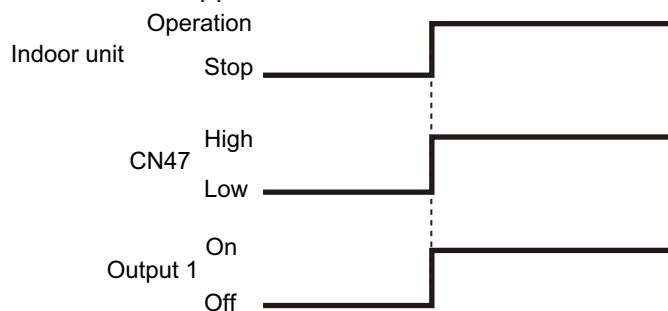 Operation
Indoor unit
Stop
High
CN47
Low
On
Output 1
Off